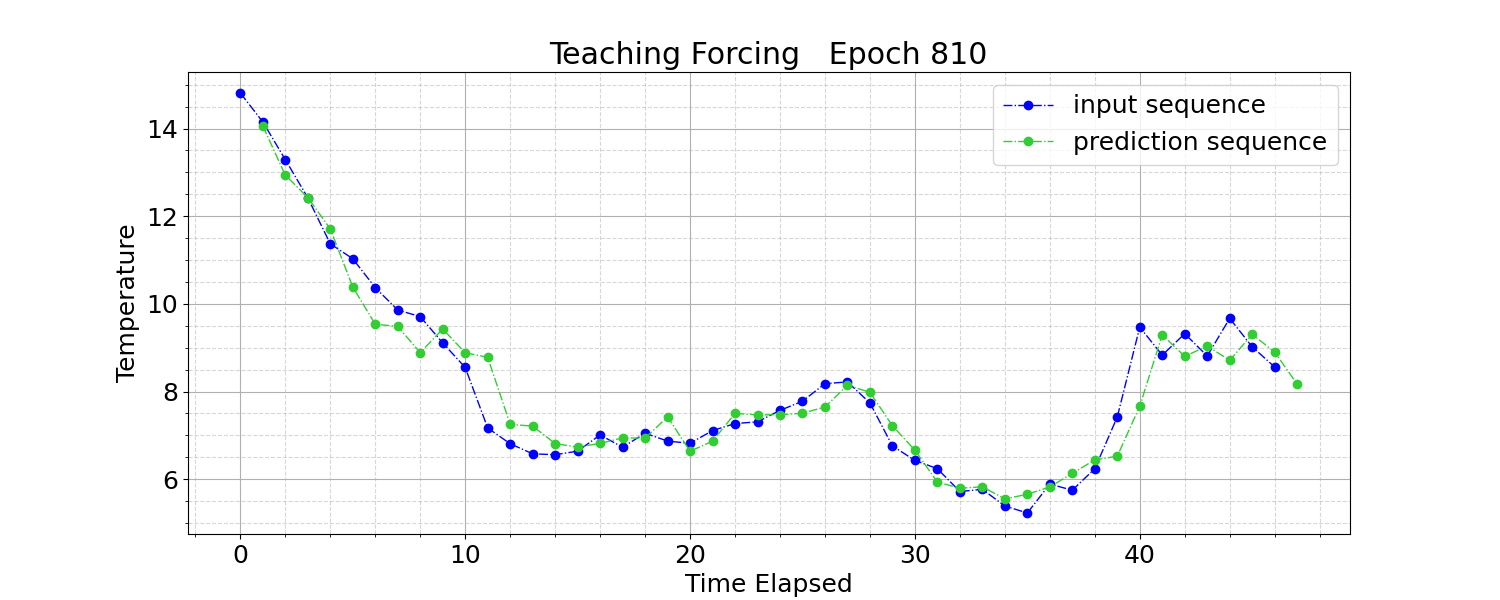 Teaching Forcing   Epoch 810
input sequence
prediction sequence
Temperature
14
12
10
8
6
0 10 20 30 40
Time Elapsed